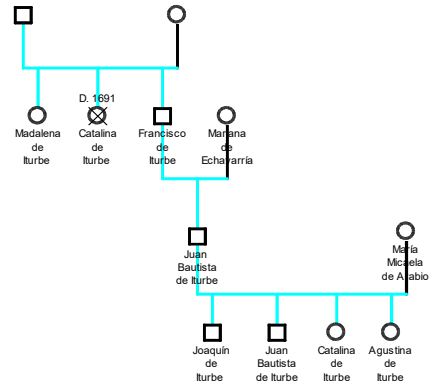 D. 1691
Madalena
de
Iturbe
Catalina
de
Iturbe
Francisco
de
Iturbe
Mariana
de
Echavarría
Juan
Bautista
de Iturbe
María
Micaela
de Arabio
Joaquín
de
Iturbe
Juan
Bautista
de Iturbe
Catalina
de
Iturbe
Agustina
de
Iturbe